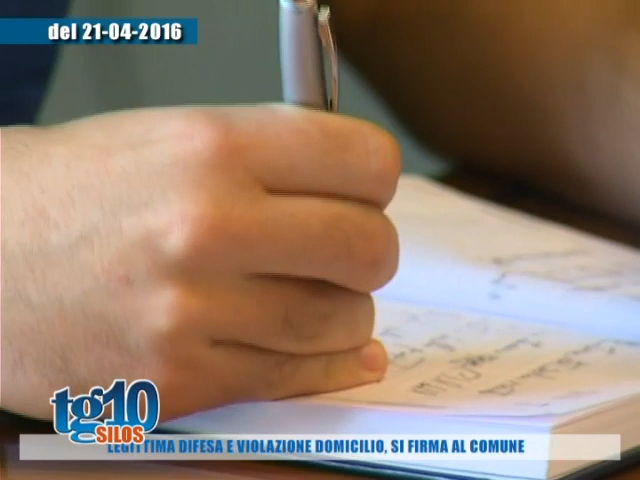 del 21-04-2016
tg10
SILOS
LEGITTIMA DIFESA E VIOLAZIONE DOMICILIO, SI FIRMA AL COMUNE